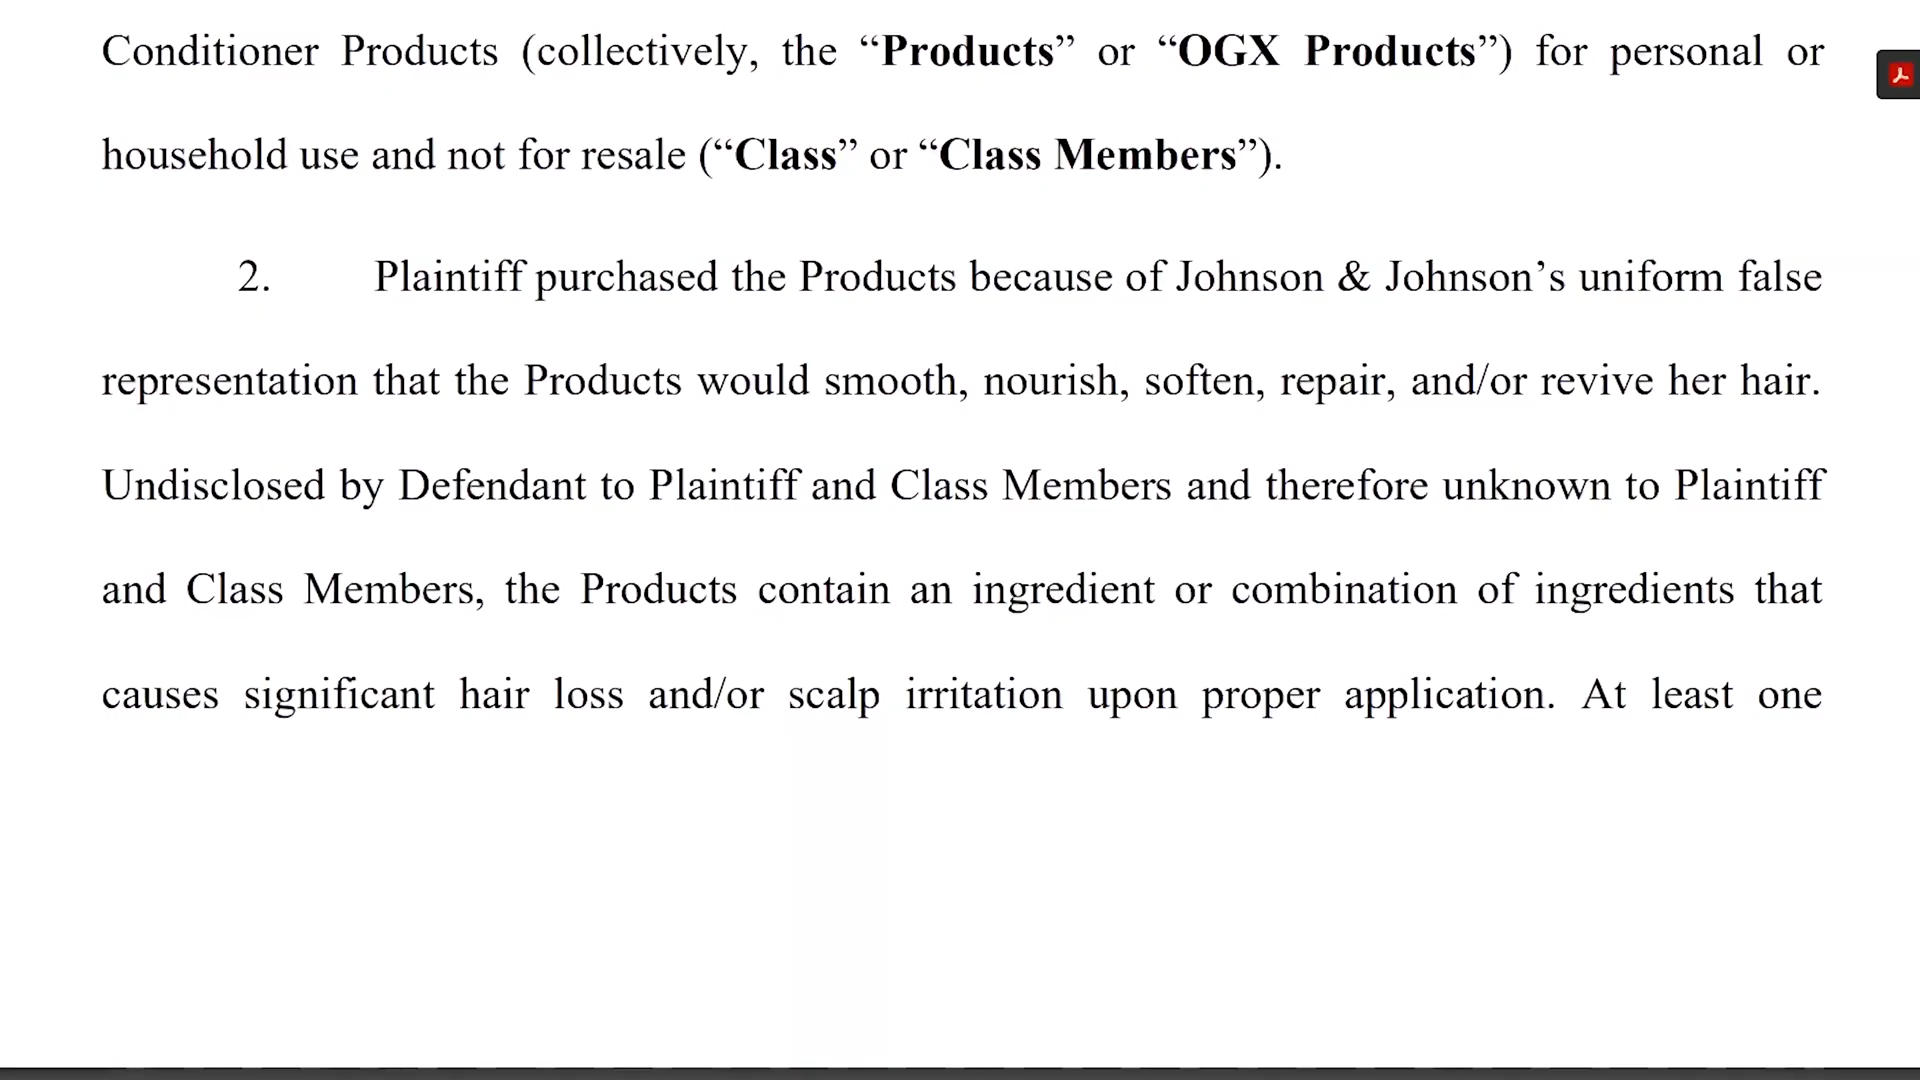 Conditioner Products (collectively, the “Products” or “OGX Products”) for personal or
household use and not for resale (“Class” or “Class Members”).
2. Plaintiff purchased the Products because of Johnson & Johnson’s uniform false
representation that the Products would smooth, nourish, soften, repair, and/or revive her hair.
Undisclosed by Defendant to Plaintiff and Class Members and therefore unknown to Plaintiff
and Class Members, the Products contain an ingredient or combination of ingredients that
causes significant hair loss and/or scalp irritation upon proper application. At least one